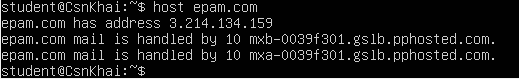 student@CsnKhai:~$ host epam.com
epam.com has address 3.214.134.159
epam.com mail is handled by 10 mxb-0039f301.gslb.pphosted.com.
epam.com mail is handled by 10 mxa-0039f301.gslb.pphosted.com.
student@CsnKhai:~$